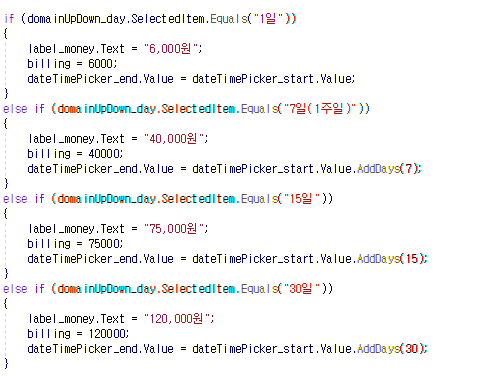 if (domainUpDown_day.SelectedItem.Equals("1일"))
{
label_money.Text = "6,000원";
billing = 6000;
dateTimePicker_end.Value = dateTimePicker_start.Value;
}
else if (domainUpDown_day.SelectedItem.Equals("7일(1주일)"))
{
label_money.Text = "40,000원";
billing = 40000;
dateTimePicker_end.Value = dateTimePicker_start.Value.AddDays(7);
}
else if (domainUpDown_day.SelectedItem.Equals("15일"))
{
label_money.Text = "75,000원";
billing = 75000;
dateTimePicker_end.Value = dateTimePicker_start.Value.AddDays(15);
}
else if (domainUpDown_day.SelectedItem.Equals("30일"))
{
label_money.Text = "120,000원";
billing = 120000;
dateTimePicker_end.Value = dateTimePicker_start.Value.AddDays(30);
}